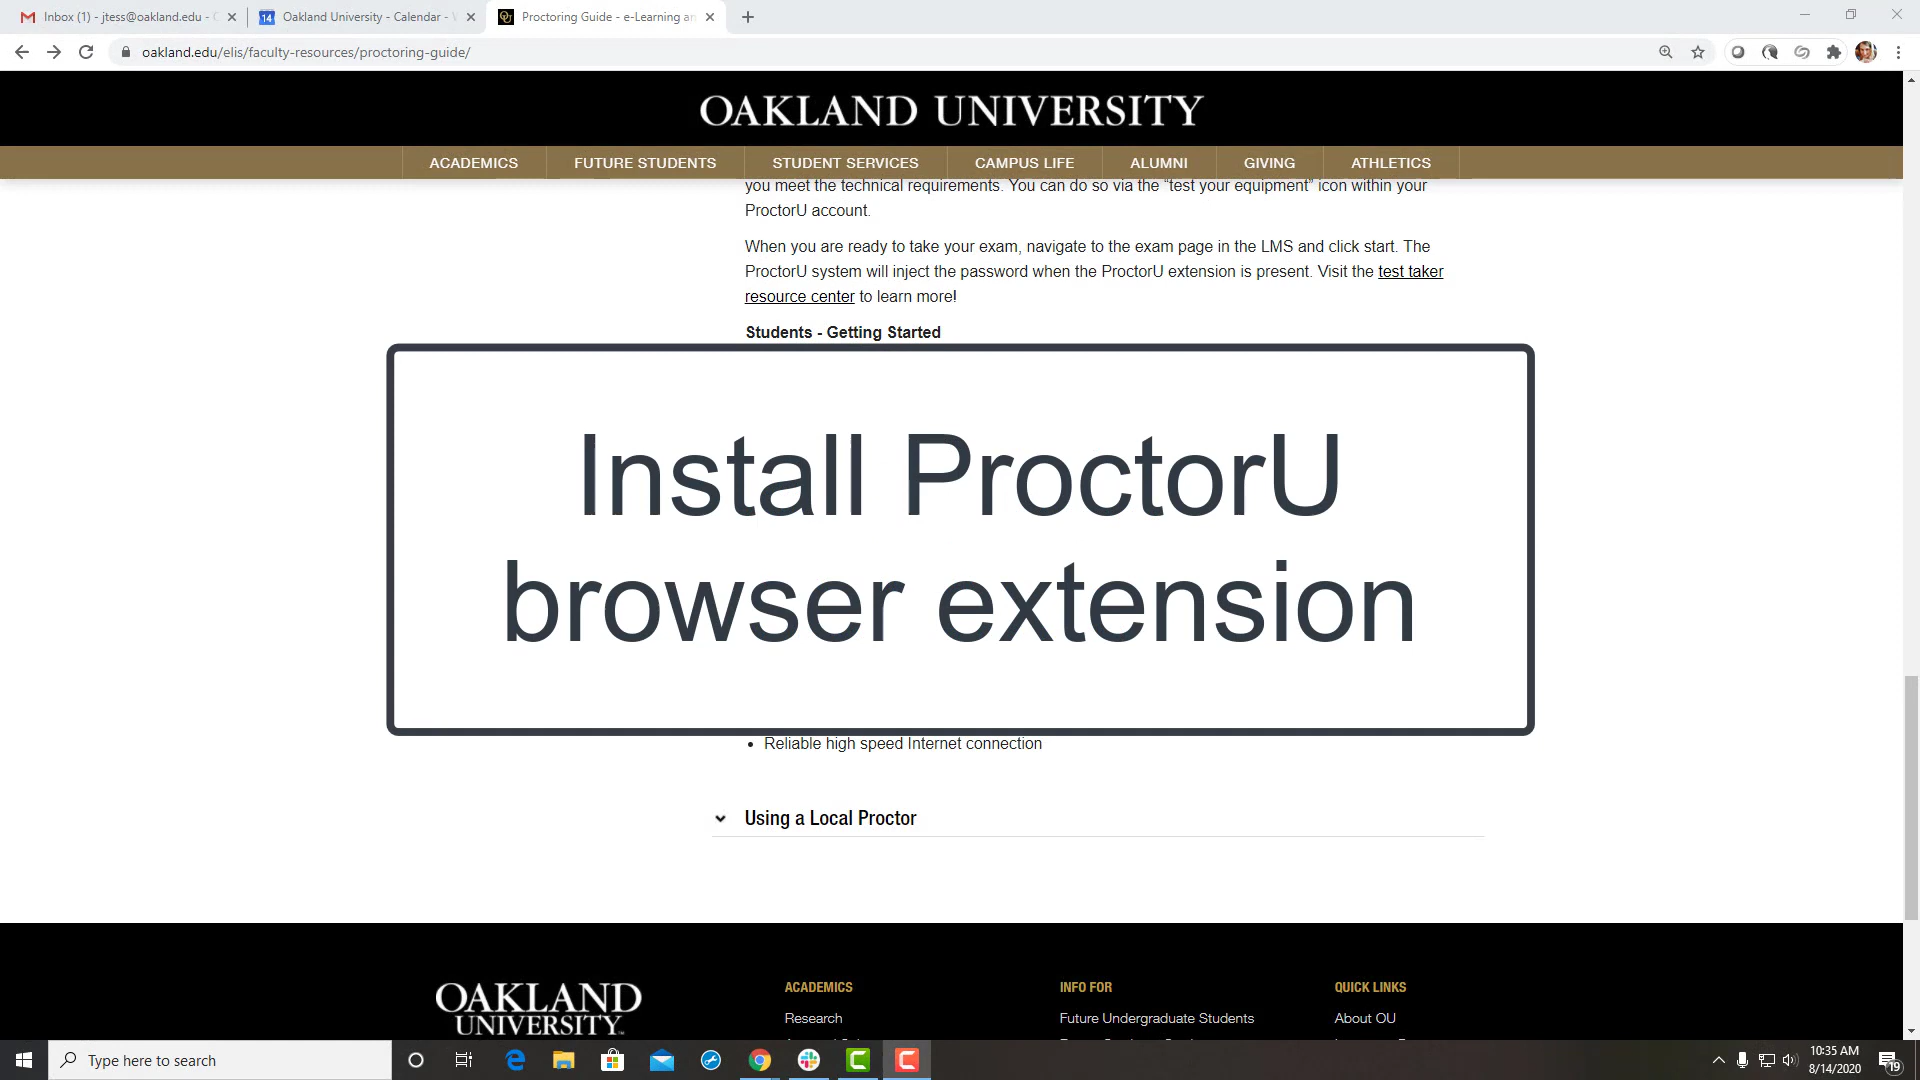 Inbox (1) - jtess@oakland.edu -
Oakland University - Calendar -
Proctoring Guide - e-Learning an
oakland.edu/elis/faculty-resources/proctoring-guide/
OAKLAND UNIVERSITY
ACADEMICS
FUTURE STUDENTS
STUDENT SERVICES
CAMPUS LIFE
ALUMNI
GIVING
ATHLETICS
you meet the technical requirements. You can do so via the “test your equipment” icon within your
ProctorU account.
When you are ready to take your exam, navigate to the exam page in the LMS and click start. The
ProctorU system will inject the password when the ProctorU extension is present. Visit the test taker
resource center to learn more!
Students - Getting Started
Install ProctorU
browser extension
Reliable high speed Internet connection
Using a Local Proctor
OAKLAND
UNIVERSITY
ACADEMICS
Research
INFO FOR
Future Undergraduate Students
QUICK LINKS
About OU
Type here to search
10:35 AM
8/14/2020
19